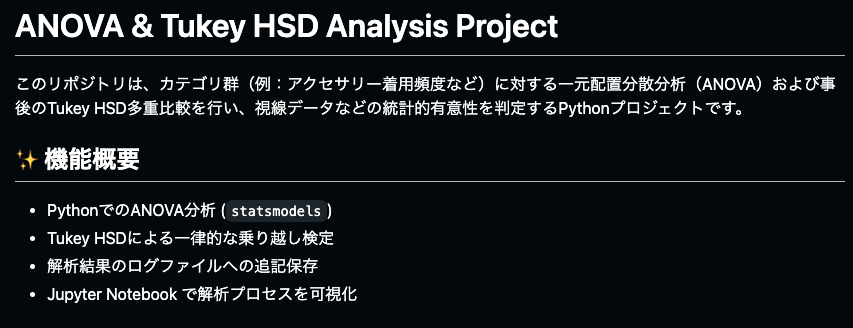 ANOVA & Tukey HSD Analysis Project
このリポジトリは、カテゴリ群（例：アクセサリー着用頻度など）に対する一元配置分散分析（ANOVA）および事
後のTukey HSD多重比較を行い、視線データなどの統計的有意性を判定するPythonプロジェクトです。
✨ 機能概要
• PythonでのANOVA分析 (statsmodels)
• Tukey HSDによる一律的な乗り越し検定
• 解析結果のログファイルへの追記保存
• Jupyter Notebook で解析プロセスを可視化